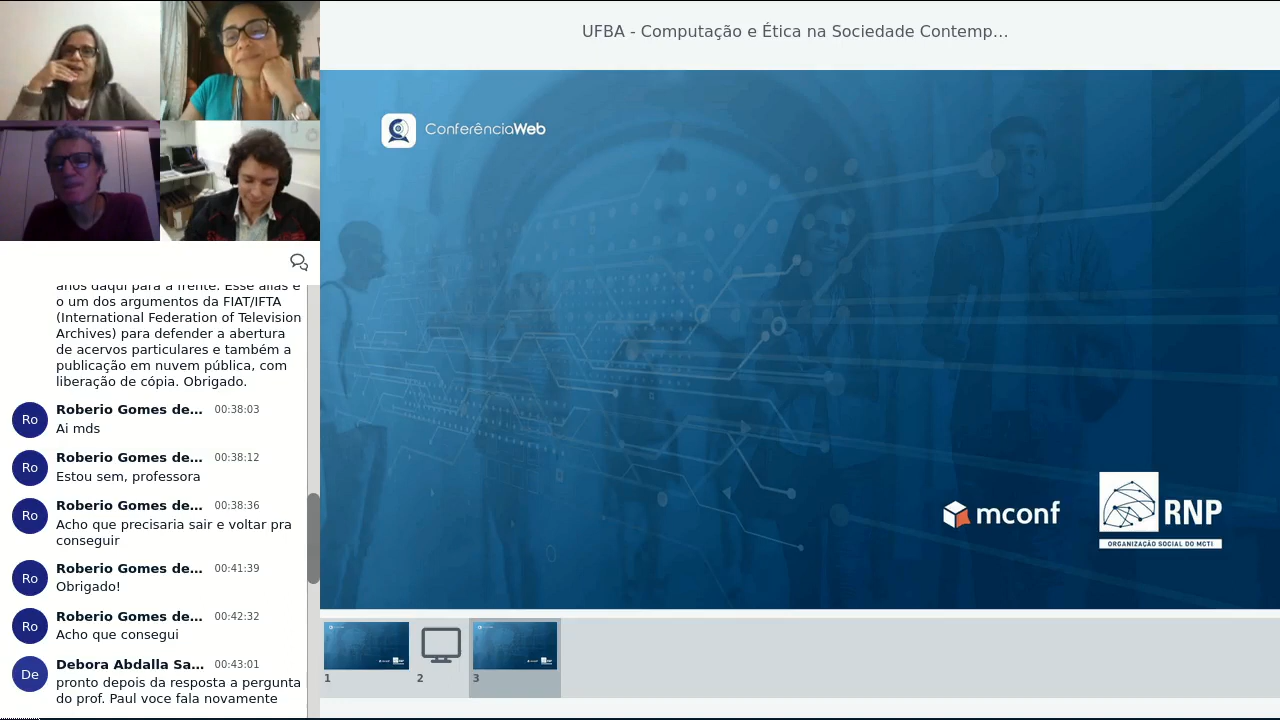 UFBA - Computação e Ética na Sociedade Contemp...
ConferênciaWeb
anos daqui para a frente. Esse aliás é
o um dos argumentos da FIAT/IFTA
(International Federation of Television
Archives) para defender a abertura
de acervos particulares e também a
publicação em nuvem pública, com
liberação de cópia. Obrigado.
Ro
Roberio Gomes de... 00:38:03
Ai mds
Ro
Roberio Gomes de... 00:38:12
Estou sem, professora
Ro
Roberio Gomes de... 00:38:36
Acho que precisaria sair e voltar pra
conseguir
Ro
Roberio Gomes de... 00:41:39
Obrigado!
Ro
Roberio Gomes de... 00:42:32
Acho que consegui
De
Debora Abdalla Sa... 00:43:01
pronto depois da resposta a pergunta
do prof. Paul voce fala novamente
mconf
RNP
ORGANIZAÇÃO SOCIAL DO MCTI
1
2
3